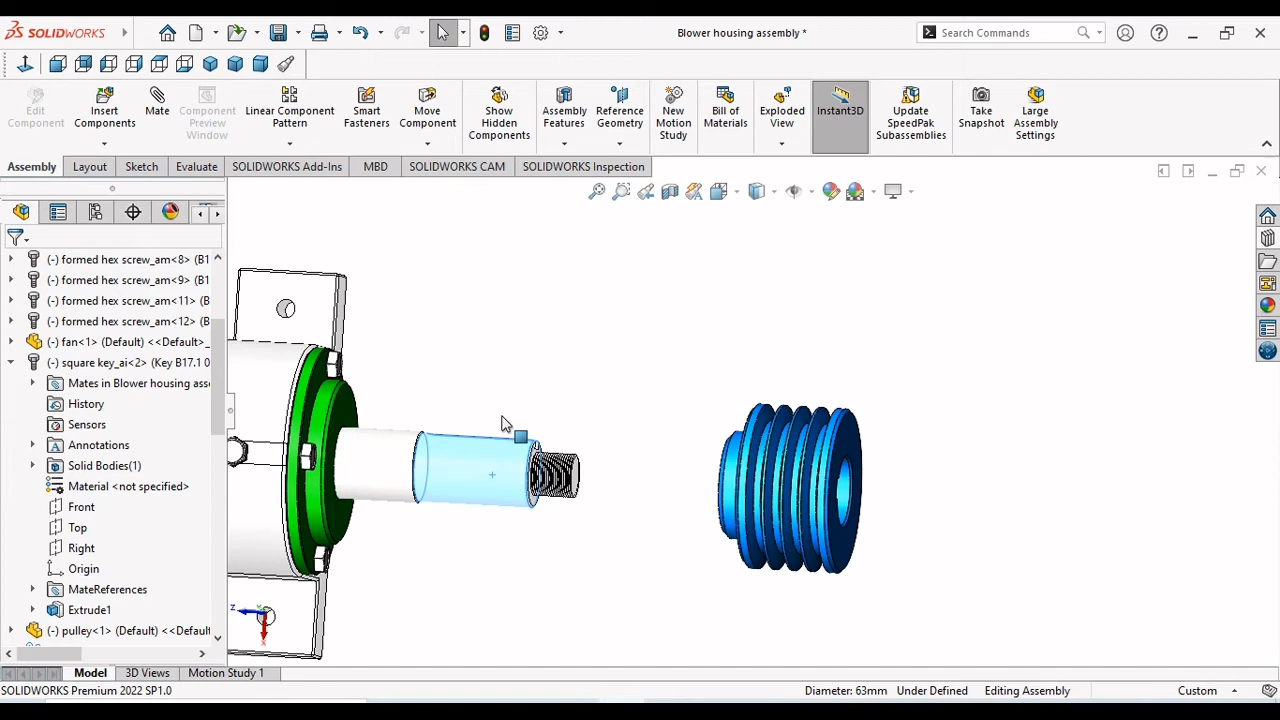 SOLIDWORKS
Blower housing assembly *
Search Commands
Edit Component
Insert Components
Mate
Component Preview Window
Linear Component Pattern
Smart Fasteners
Move Component
Show Hidden Components
Assembly Features
Reference Geometry
New Motion Study
Bill of Materials
Exploded View
Instant3D
Update SpeedPak Subassemblies
Take Snapshot
Large Assembly Settings
Assembly
Layout
Sketch
Evaluate
SOLIDWORKS Add-Ins
MBD
SOLIDWORKS CAM
SOLIDWORKS Inspection
(-) formed hex screw_am<8> (B1
(-) formed hex screw_am<9> (B1
(-) formed hex screw_am<11> (B
(-) formed hex screw_am<12> (B
(-) fan<1> (Default) <<Default>_
(-) square key_ai<2> (Key B17.1 0
Mates in Blower housing ass
History
Sensors
Annotations
Solid Bodies(1)
Material <not specified>
Front
Top
Right
Origin
MateReferences
Extrude1
(-) pulley<1> (Default) <<Defaul
Z
Y
X
Model
3D Views
Motion Study 1
SOLIDWORKS Premium 2022 SP1.0
Diameter: 63mm
Under Defined
Editing Assembly
Custom